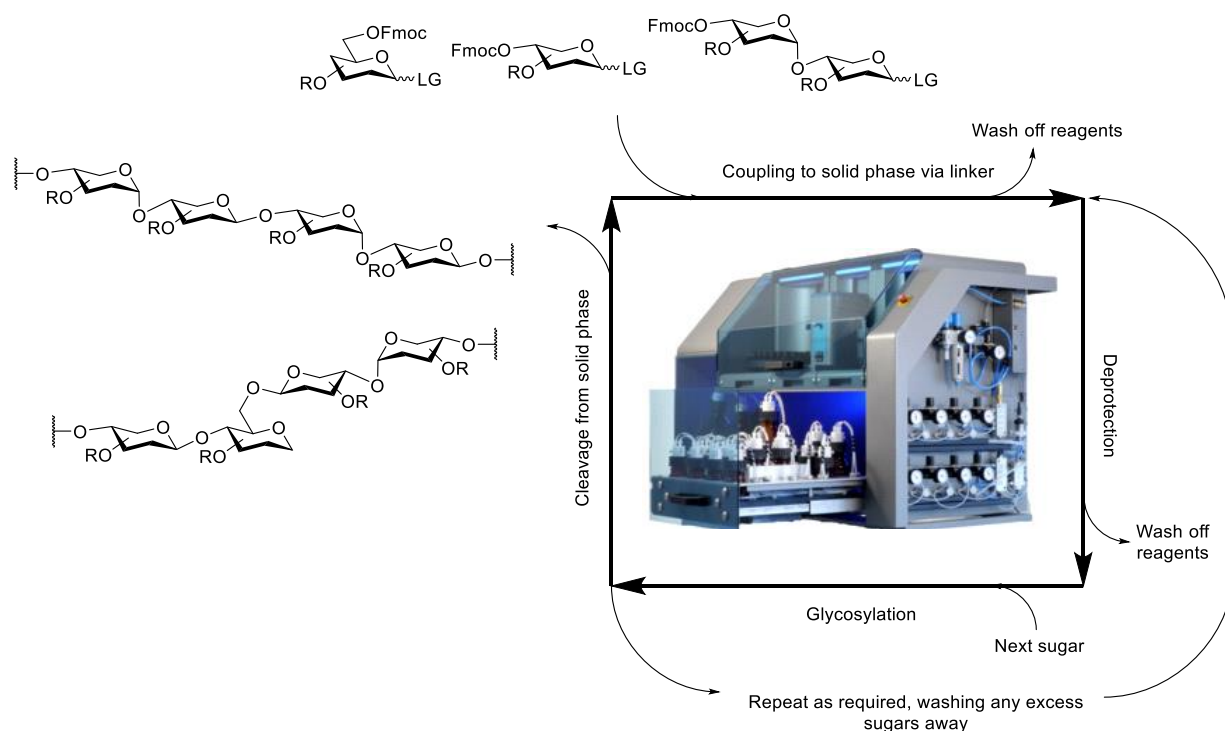 OFmoc
RO
LG
FmocO
RO
LG
FmocO
RO
O
O
O
RO
LG
Wash off reagents
Coupling to solid phase via linker
O
O
RO
O
O
RO
O
O
RO
O
O
RO
O
Cleavage from solid phase
Deprotection
O
O
O
O
O
OR
O
OR
O
O
RO
O
O
RO
Wash off
reagents
Glycosylation
Next sugar
Repeat as required, washing any excess
sugars away